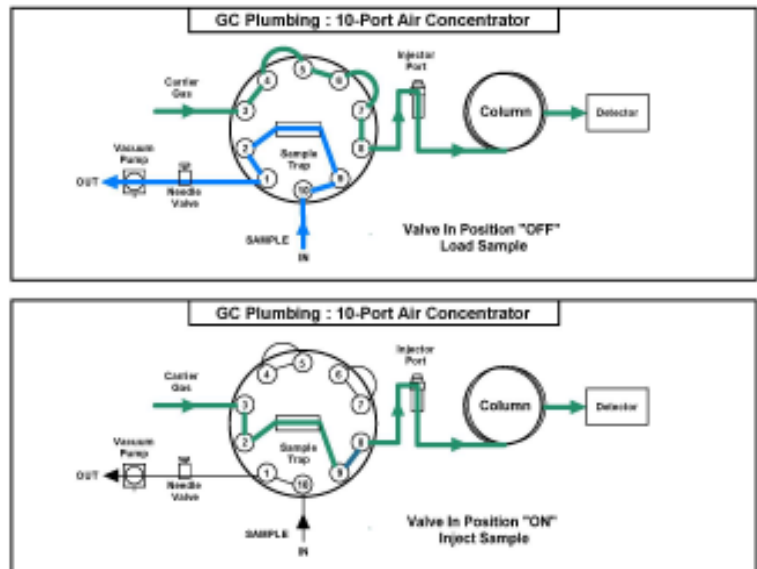 GC Plumbing : 10-Port Air Concentrator
Carrier
Gas
4
5
6
3
7
Injector
Port
Column
Detector
2
8
Vacuum
Pump
Sample
Trap
1
9
10
OUT
Needle
Valve
SAMPLE
IN
Valve In Position "OFF"
Load Sample
GC Plumbing : 10-Port Air Concentrator
Carrier
Gas
4
5
6
3
7
Injector
Port
Column
Detector
2
8
Vacuum
Pump
Sample
Trap
1
9
10
OUT
Needle
Valve
SAMPLE
IN
Valve In Position "ON"
Inject Sample